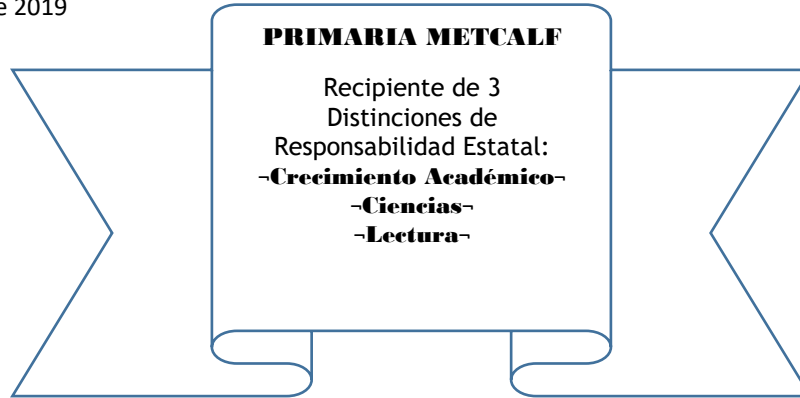 2019
PRIMARIA METCALF
Recipiente de 3
Distinciones de
Responsabilidad Estatal:
¬Crecimiento Académico¬
¬Ciencias¬
¬Lectura¬